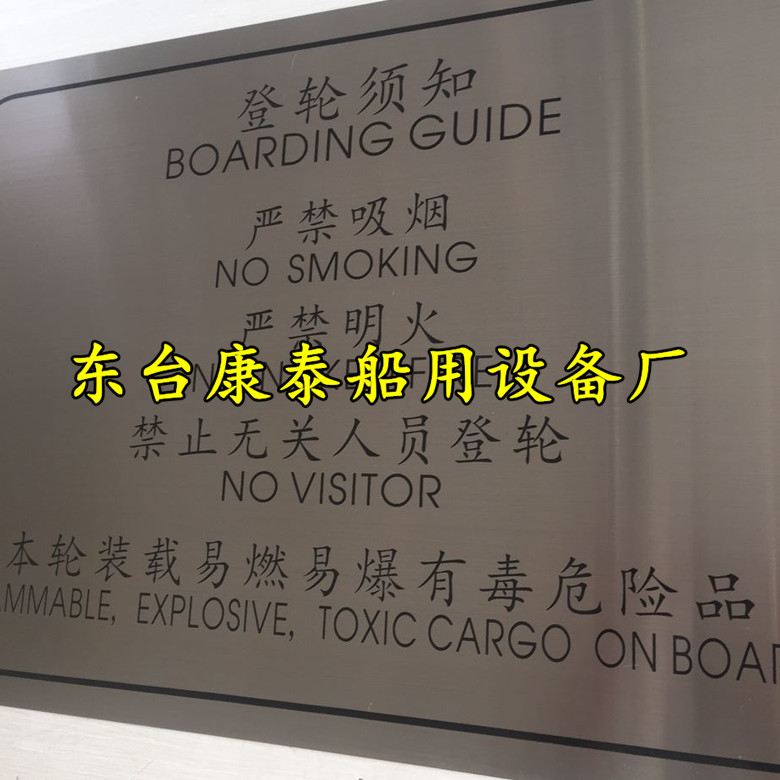 登轮须知
BOARDING GUIDE
严禁吸烟
NO SMOKING
严禁明火
东台康泰船用设备厂
禁止无关人员登轮
NO VISITOR
本轮装载易燃易爆有毒危险品
AMMABLE, EXPLOSIVE, TOXIC CARGO ON BOAR